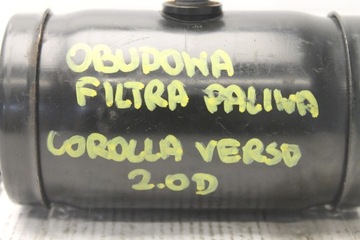 OBUDOWA
FILTRA PALIWA
COROLLA VERSO
2.0D